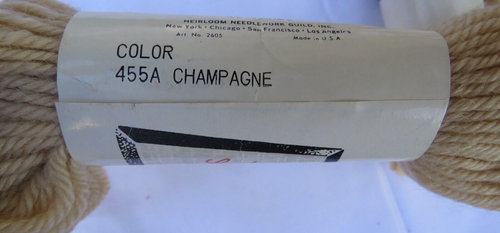 HEIRLOOM NEEDLEWORK GUILD, INC.
New York - Chicago - San Francisco - Los Angeles
Art. No. 2605 Made in U.S.A
COLOR
455A CHAMPAGNE